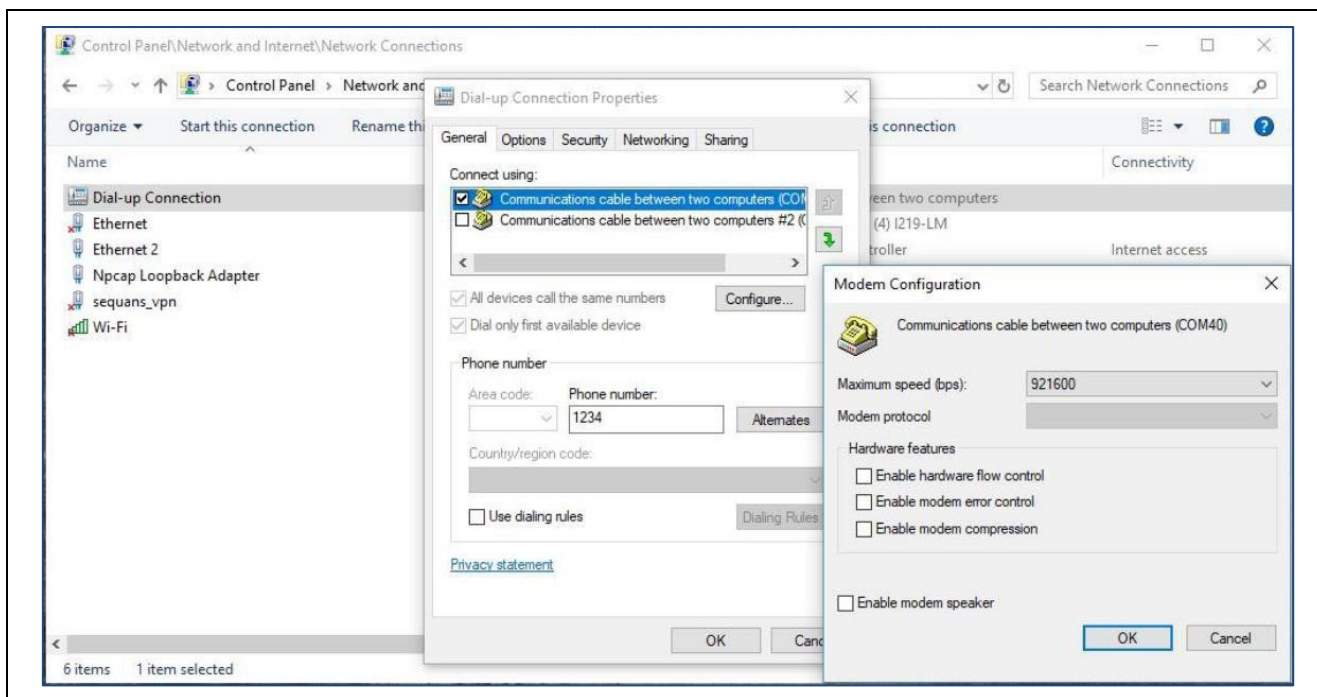 Control Panel\Network and Internet\Network Connections
Control Panel > Network and
Search Network Connections
Organize
Start this connection
Rename thi
is connection
Name
Connectivity
Dial-up Connection
een two computers
Ethernet
(4) I219-LM
Ethernet 2
troller
Internet access
Npcap Loopback Adapter
sequans_vpn
Wi-Fi
6 items 1 item selected
Dial-up Connection Properties
General Options Security Networking Sharing
Connect using:
Communications cable between two computers (COM
Communications cable between two computers #2 (C
All devices call the same numbers
Configure...
Dial only first available device
Phone number
Area code: Phone number:
1234
Alternates
Country/region code:
Use dialing rules
Dialing Rules
Privacy statement
OK Canc
Modem Configuration
Communications cable between two computers (COM40)
Maximum speed (bps): 921600
Modem protocol
Hardware features
Enable hardware flow control
Enable modem error control
Enable modem compression
Enable modem speaker
OK Cancel